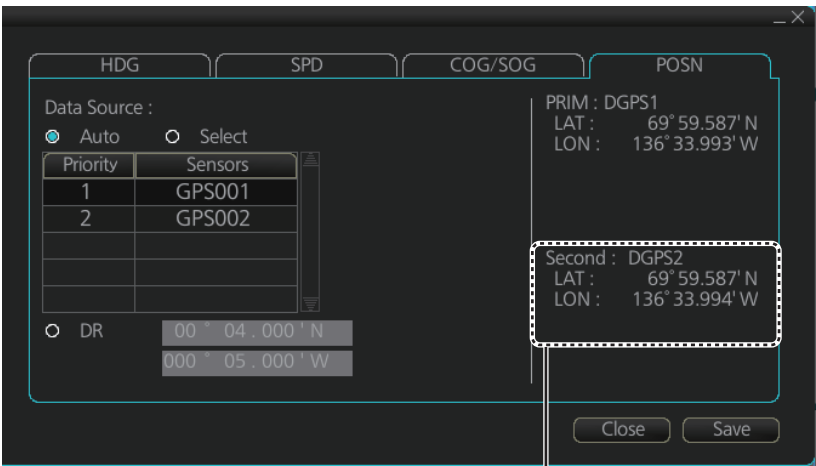 HDG SPD COG/SOG POSN
Data Source :
Auto Select
Priority Sensors
1 GPS001
2 GPS002
DR 00 ° 04 . 000 ' N
000 ° 05 . 000 ' W
PRIM : DGPS1
LAT : 69° 59.587' N
LON : 136° 33.993' W
Second : DGPS2
LAT : 69° 59.587' N
LON : 136° 33.994' W
Close Save